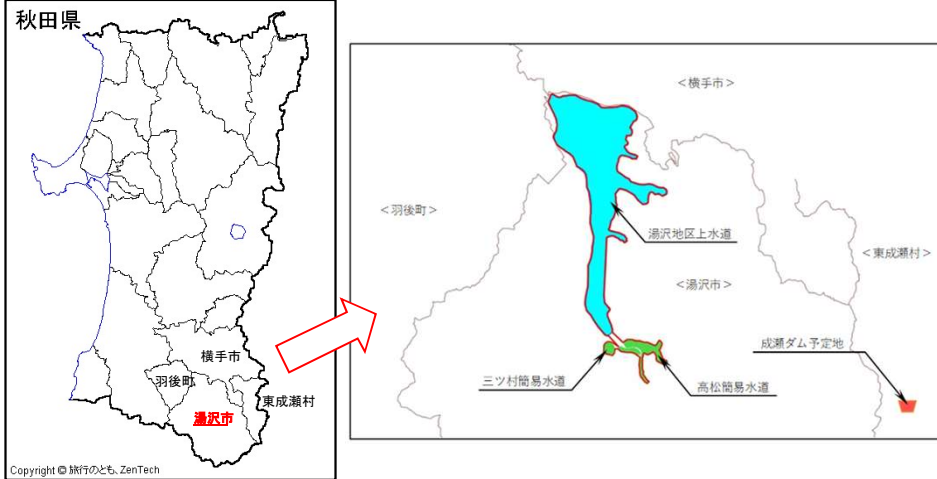 秋田県
横手市
羽後町
東成瀬村
湯沢市
Copyright © 旅行のとも、ZenTech
＜横手市＞
＜羽後町＞
湯沢地区上水道
＜東成瀬村＞
＜湯沢市＞
成瀬ダム予定地
三ツ村簡易水道
高松簡易水道